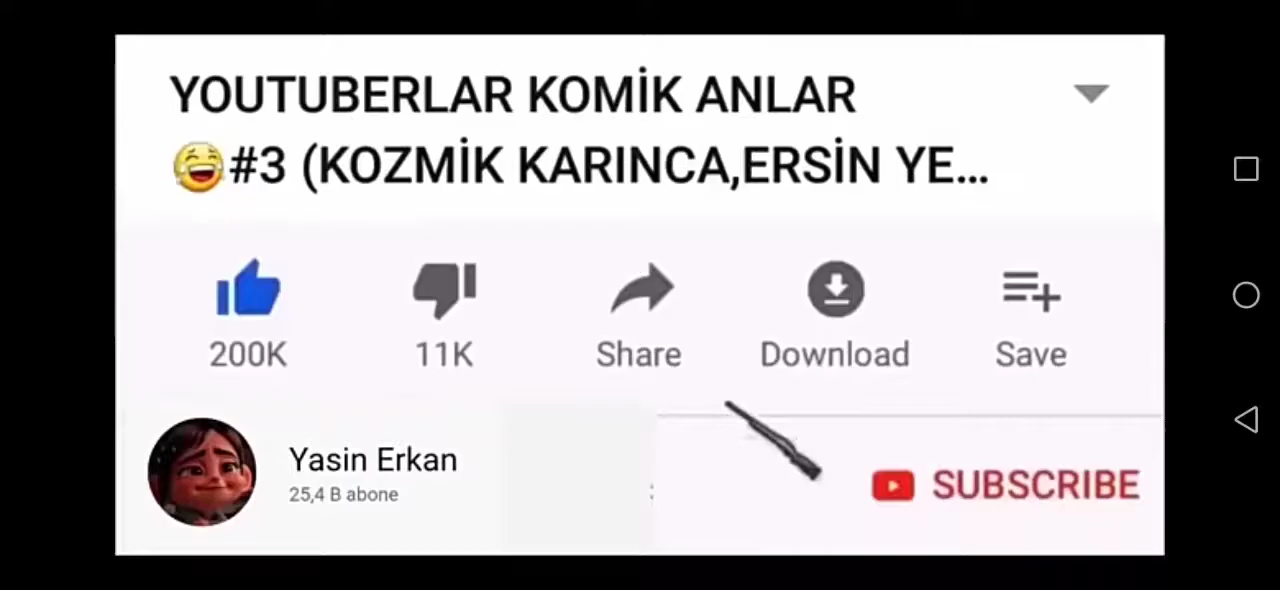 YOUTUBERLAR KOMİK ANLAR
😂#3 (KOZMİK KARINCA,ERSİN YE...
200K 11K Share Download Save
Yasin Erkan
25,4 B abone
SUBSCRIBE